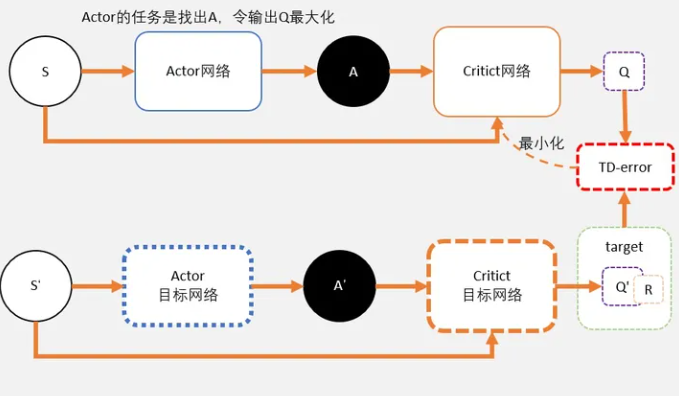 Actor的任务是找出A，令输出Q最大化
S
Actor网络
A
Critict网络
Q
最小化
TD-error
target
S'
Actor
目标网络
A'
Critict
目标网络
Q'
R